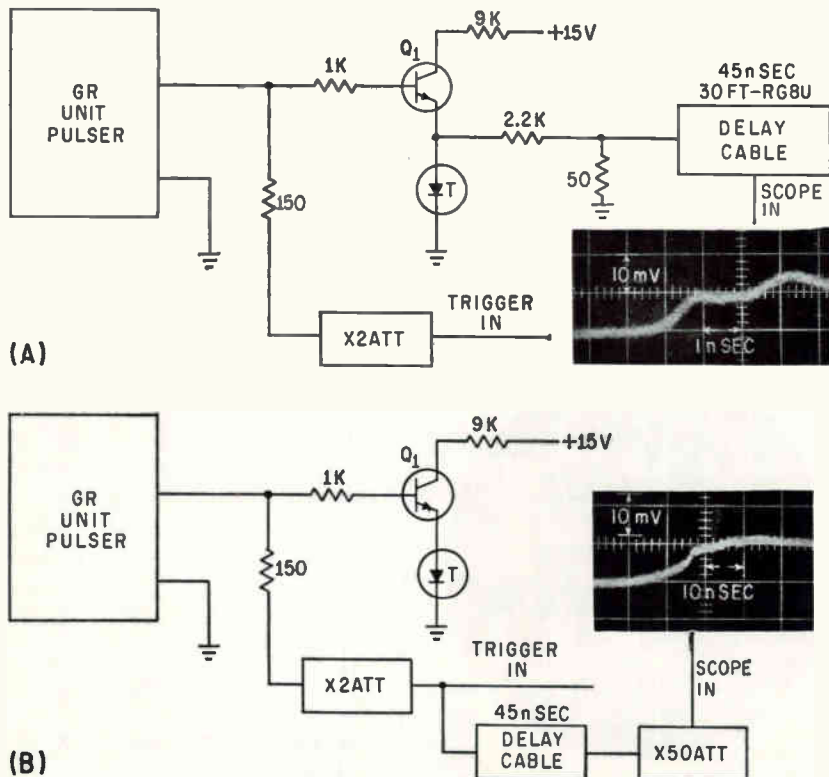 GR
UNIT
PULSER
1K
Q1
9K
+15V
150
T
2.2K
50
45nSEC
30FT-RG8U
DELAY
CABLE
SCOPE
IN
10mV
1nSEC
TRIGGER
IN
X2ATT
(A)
GR
UNIT
PULSER
1K
Q1
9K
+15V
150
T
10mV
10nSEC
X2ATT
TRIGGER
IN
SCOPE
IN
45nSEC
DELAY
CABLE
X50ATT
(B)